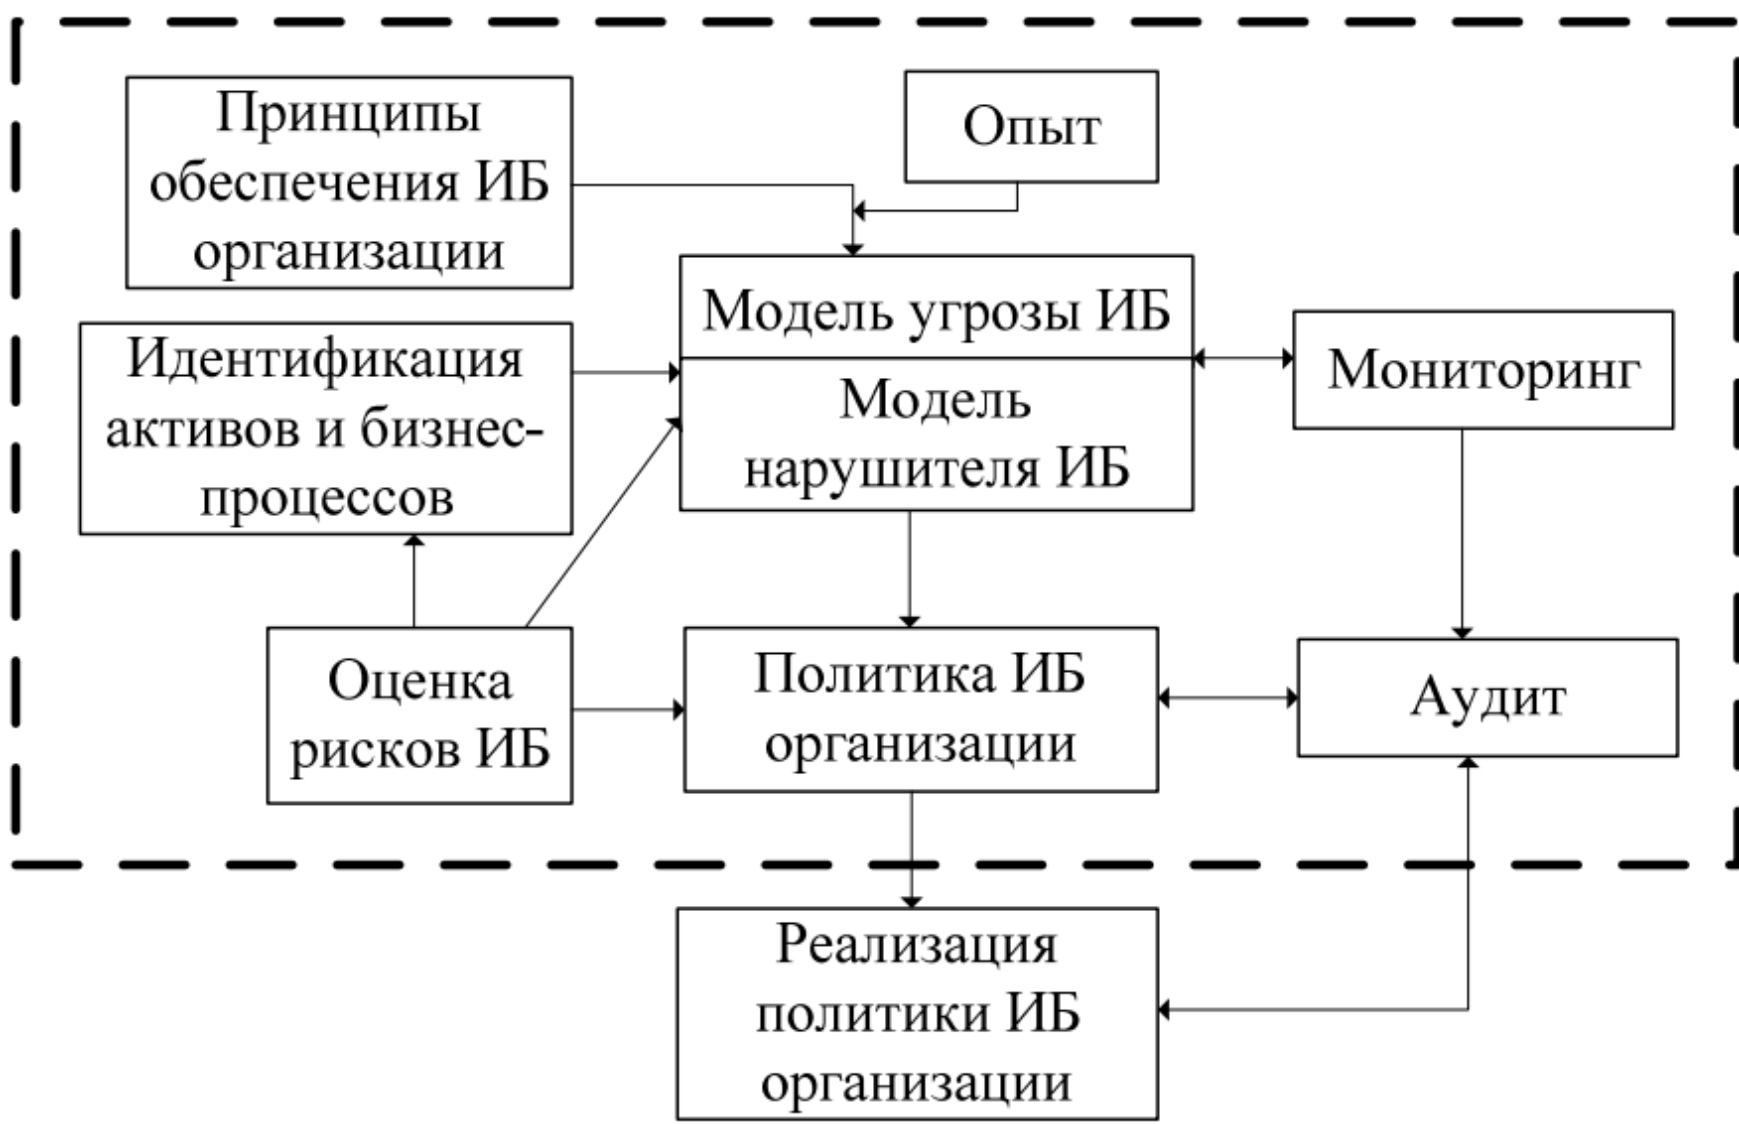 Принципы
обеспечения ИБ
организации
Опыт
Модель угрозы ИБ
Модель
нарушителя ИБ
Мониторинг
Идентификация
активов и бизнес-
процессов
Оценка
рисков ИБ
Политика ИБ
организации
Аудит
Реализация
политики ИБ
организации